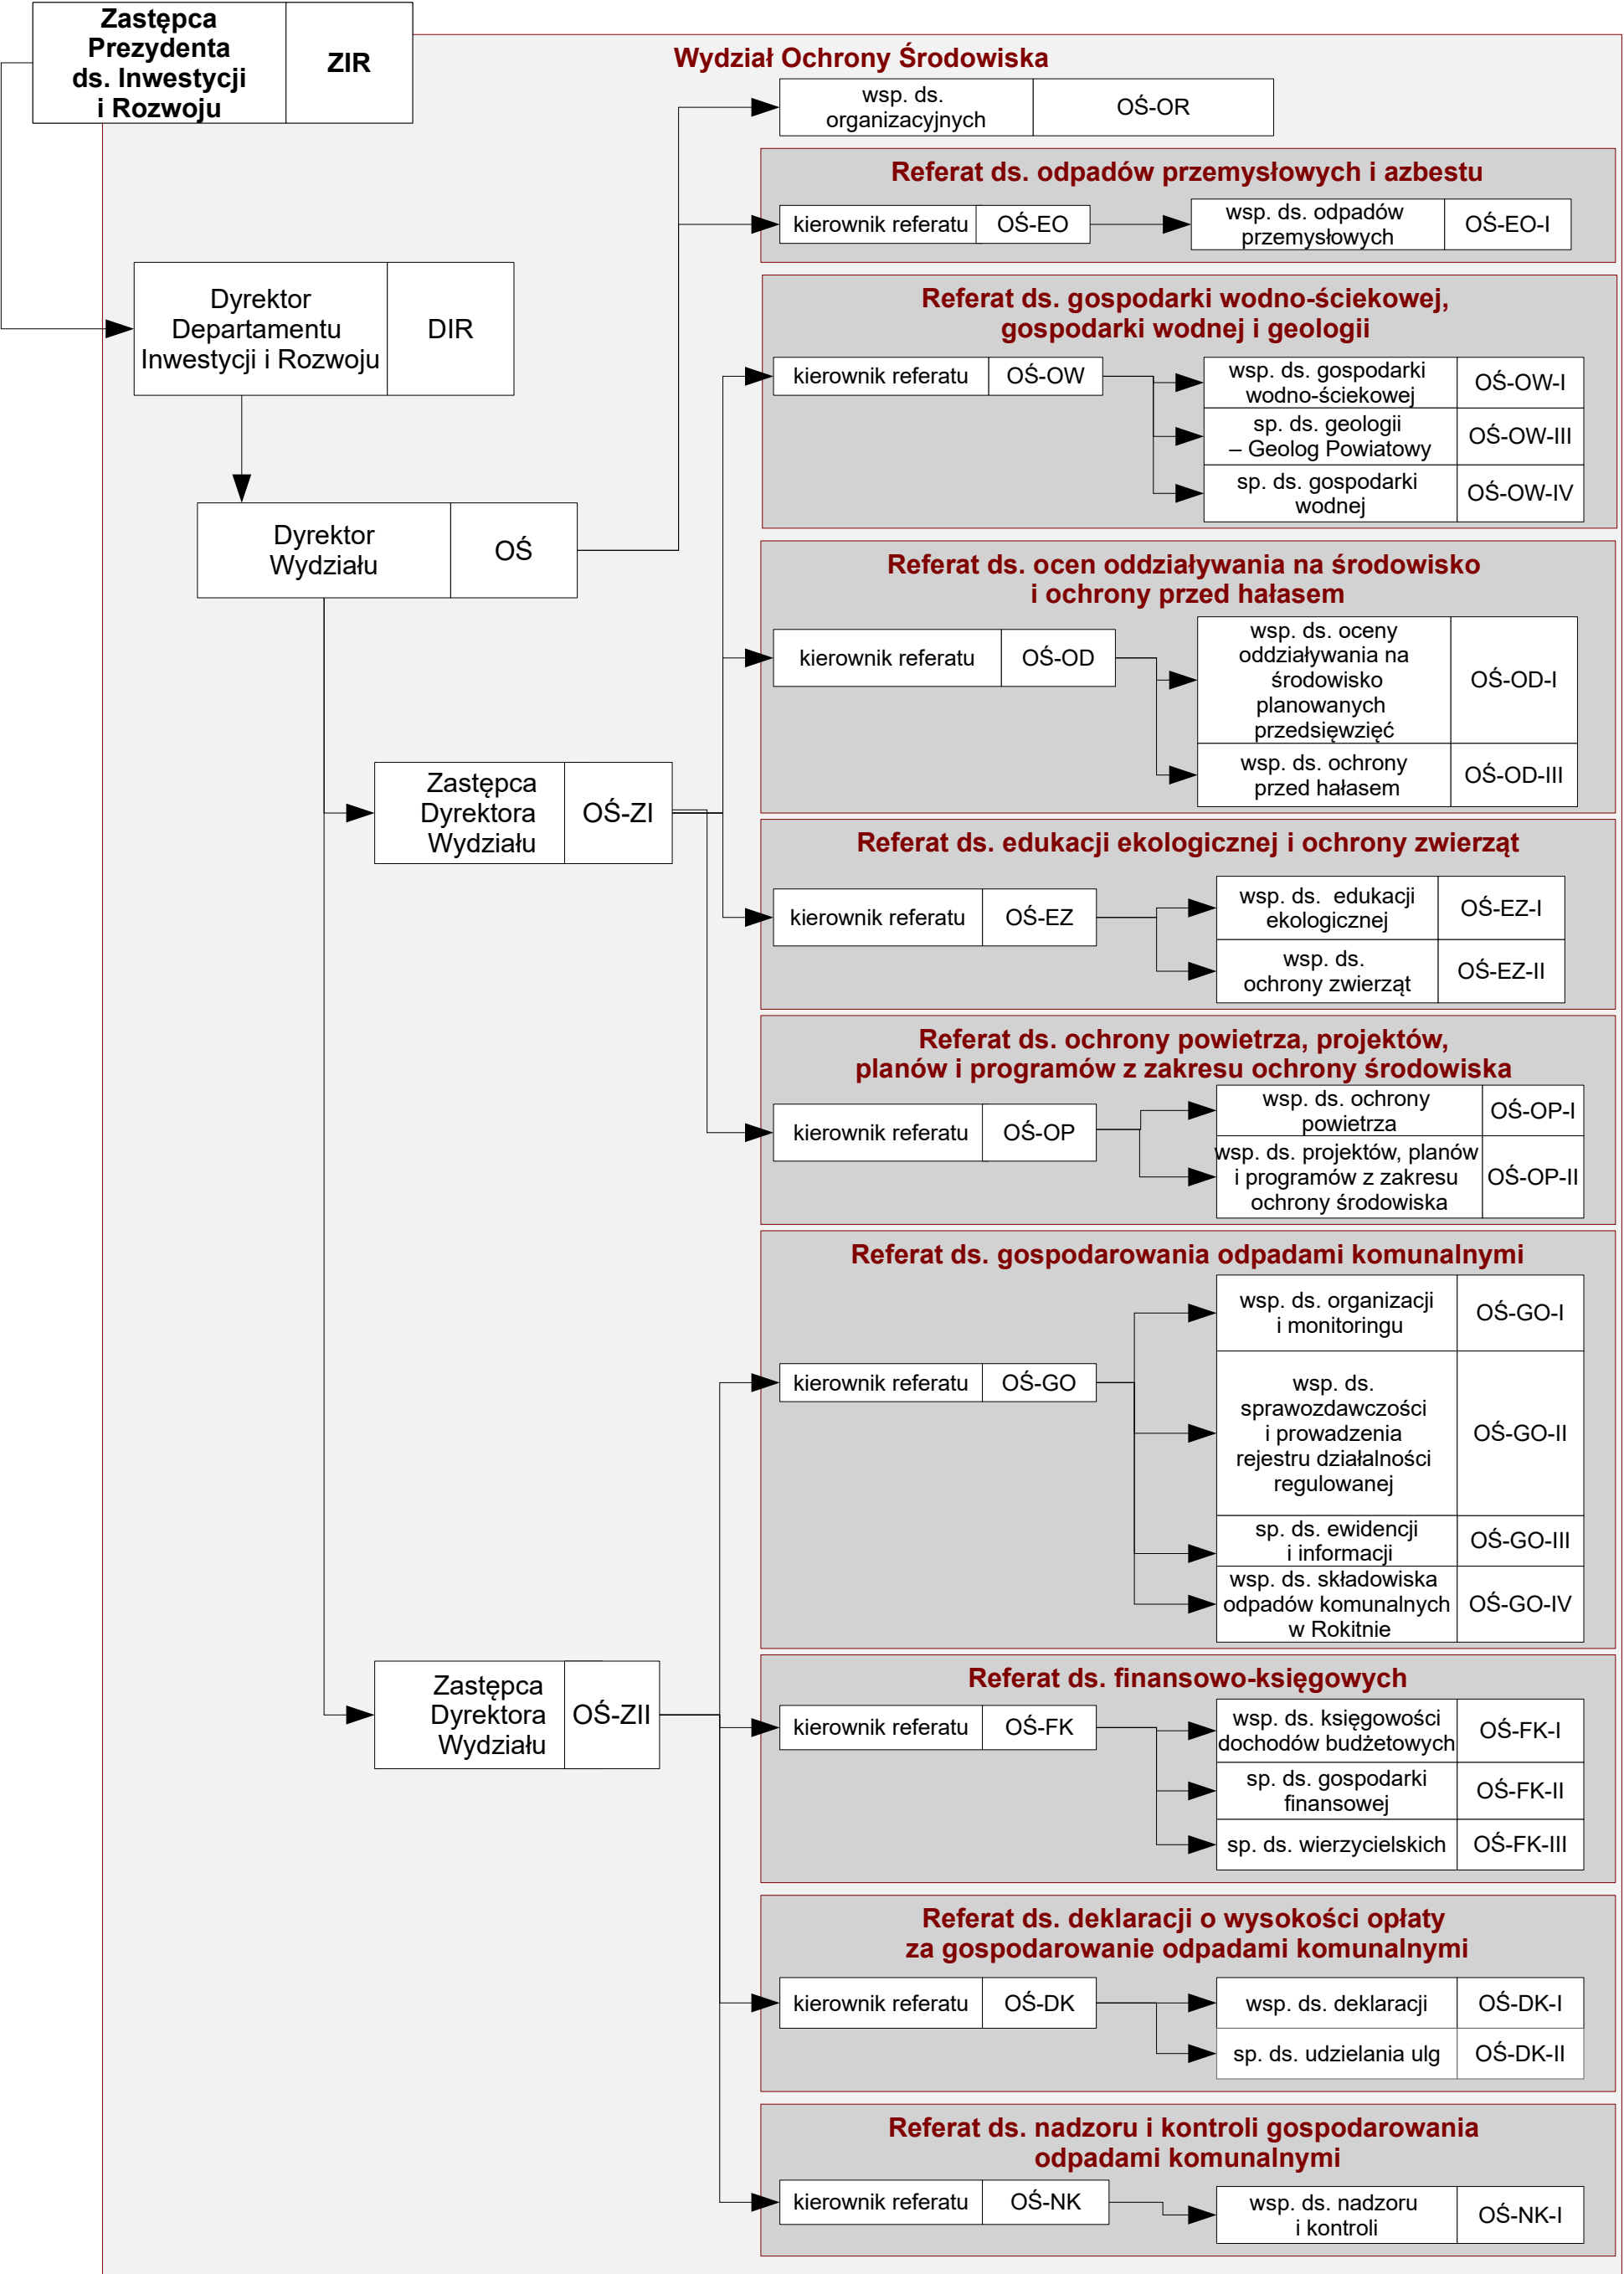 Zastępca
Prezydenta
ds. Inwestycji
i Rozwoju
ZIR
Wydział Ochrony Środowiska
wsp. ds.
organizacyjnych
OŚ-OR
Referat ds. odpadów przemysłowych i azbestu
kierownik referatu
OŚ-EO
wsp. ds. odpadów
przemysłowych
OŚ-EO-I
Dyrektor
Departamentu
Inwestycji i Rozwoju
DIR
Referat ds. gospodarki wodno-ściekowej,
gospodarki wodnej i geologii
kierownik referatu
OŚ-OW
wsp. ds. gospodarki
wodno-ściekowej
OŚ-OW-I
sp. ds. geologii
– Geolog Powiatowy
OŚ-OW-III
sp. ds. gospodarki
wodnej
OŚ-OW-IV
Dyrektor
Wydziału
OŚ
Referat ds. ocen oddziaływania na środowisko
i ochrony przed hałasem
kierownik referatu
OŚ-OD
wsp. ds. oceny
oddziaływania na
środowisko
planowanych
przedsięwzięć
OŚ-OD-I
wsp. ds. ochrony
przed hałasem
OŚ-OD-III
Zastępca
Dyrektora
Wydziału
OŚ-ZI
Referat ds. edukacji ekologicznej i ochrony zwierząt
kierownik referatu
OŚ-EZ
wsp. ds. edukacji
ekologicznej
OŚ-EZ-I
wsp. ds.
ochrony zwierząt
OŚ-EZ-II
Referat ds. ochrony powietrza, projektów,
planów i programów z zakresu ochrony środowiska
kierownik referatu
OŚ-OP
wsp. ds. ochrony
powietrza
OŚ-OP-I
wsp. ds. projektów, planów
i programów z zakresu
ochrony środowiska
OŚ-OP-II
Referat ds. gospodarowania odpadami komunalnymi
kierownik referatu
OŚ-GO
wsp. ds. organizacji
i monitoringu
OŚ-GO-I
wsp. ds.
sprawozdawczości
i prowadzenia
rejestru działalności
regulowanej
OŚ-GO-II
sp. ds. ewidencji
i informacji
OŚ-GO-III
wsp. ds. składowiska
odpadów komunalnych
w Rokitnie
OŚ-GO-IV
Zastępca
Dyrektora
Wydziału
OŚ-ZII
Referat ds. finansowo-księgowych
kierownik referatu
OŚ-FK
wsp. ds. księgowości
dochodów budżetowych
OŚ-FK-I
sp. ds. gospodarki
finansowej
OŚ-FK-II
sp. ds. wierzycielskich
OŚ-FK-III
Referat ds. deklaracji o wysokości opłaty
za gospodarowanie odpadami komunalnymi
kierownik referatu
OŚ-DK
wsp. ds. deklaracji
OŚ-DK-I
sp. ds. udzielania ulg
OŚ-DK-II
Referat ds. nadzoru i kontroli gospodarowania
odpadami komunalnymi
kierownik referatu
OŚ-NK
wsp. ds. nadzoru
i kontroli
OŚ-NK-I